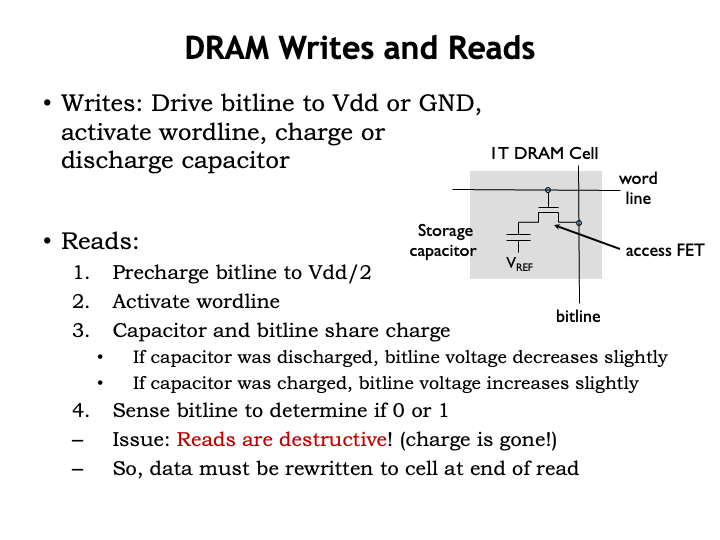 DRAM Writes and Reads
• Writes: Drive bitline to Vdd or GND,
activate wordline, charge or
discharge capacitor
1T DRAM Cell
word
line
Storage
capacitor
VREF
access FET
bitline
• Reads:
1. Precharge bitline to Vdd/2
2. Activate wordline
3. Capacitor and bitline share charge
• If capacitor was discharged, bitline voltage decreases slightly
• If capacitor was charged, bitline voltage increases slightly
4. Sense bitline to determine if 0 or 1
– Issue: Reads are destructive! (charge is gone!)
– So, data must be rewritten to cell at end of read